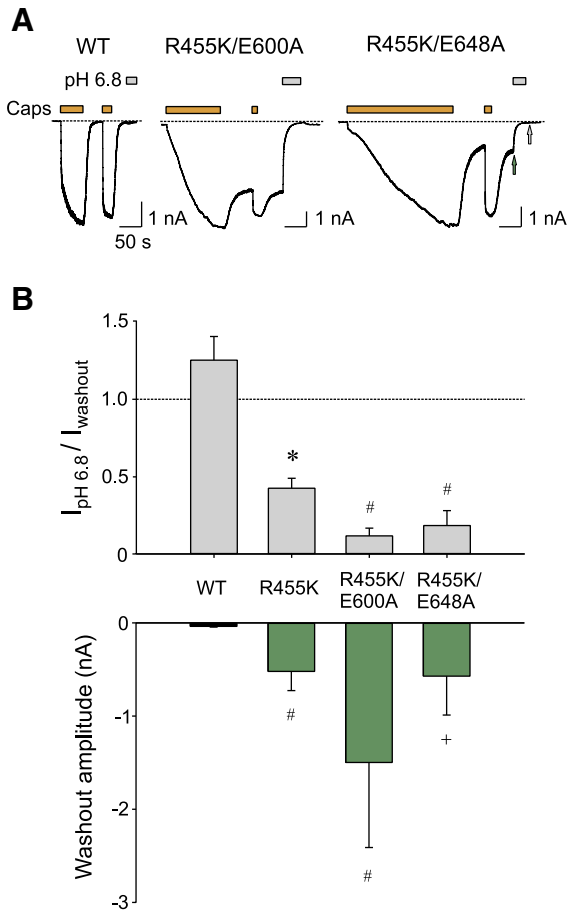 A
WT R455K/E600A R455K/E648A
pH 6.8
Caps
1 nA 1 nA 1 nA
50 s
B
1.5
1.0
0.5
0
I pH 6.8 / I washout
*
#
#
WT R455K R455K/ R455K/
E600A E648A
0
-1
-2
-3
Washout amplitude (nA)
#
+
#